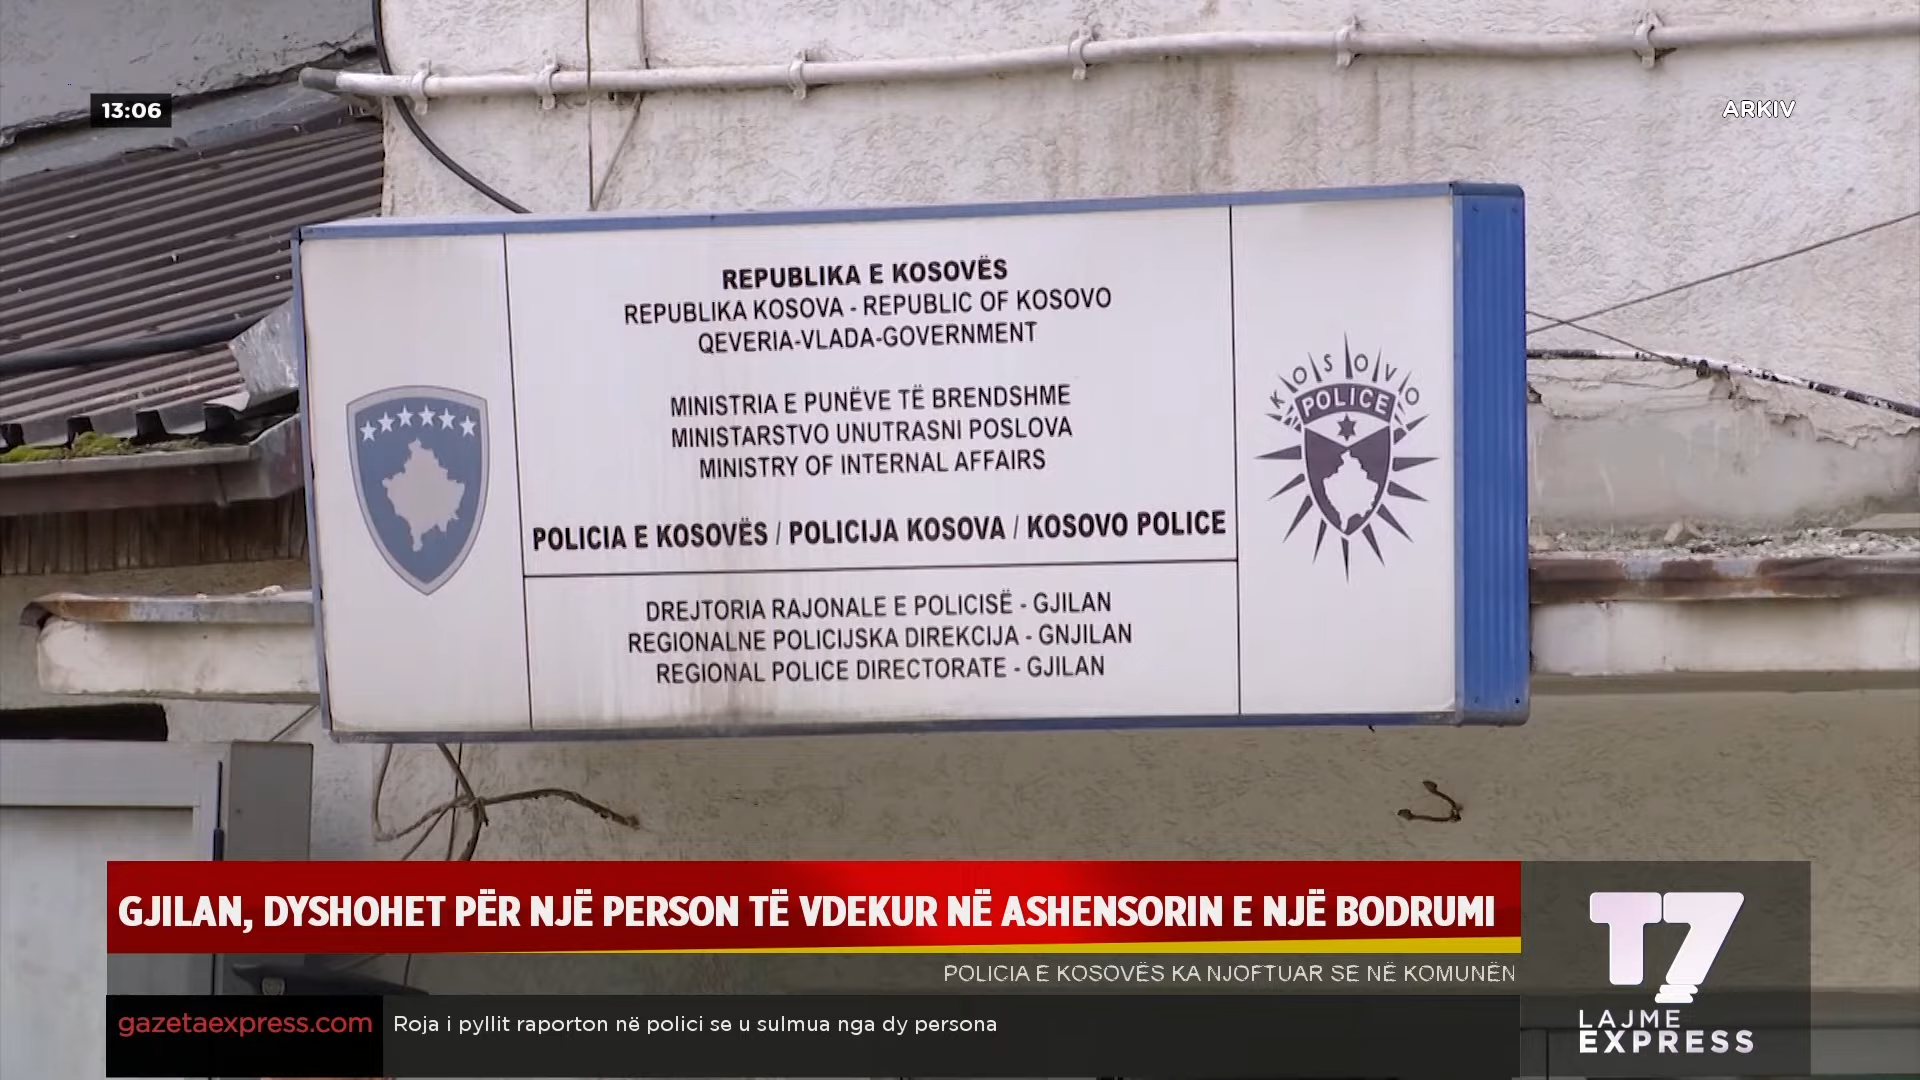 13:06
ARKIV
REPUBLIKA E KOSOVËS
REPUBLIKA KOSOVA - REPUBLIC OF KOSOVO
QEVERIA-VLADA-GOVERNMENT
MINISTRIA E PUNËVE TË BRENDSHME
MINISTARSTVO UNUTRASNI POSLOVA
MINISTRY OF INTERNAL AFFAIRS
POLICIA E KOSOVËS / POLICIJA KOSOVA / KOSOVO POLICE
DREJTORIA RAJONALE E POLICISË - GJILAN
REGIONALNE POLICIJSKA DIREKCIJA - GNJILAN
REGIONAL POLICE DIRECTORATE - GJILAN
KOSOVO
POLICE
GJILAN, DYSHOHET PËR NJË PERSON TË VDEKUR NË ASHENSORIN E NJË BODRUMI
POLICIA E KOSOVËS KA NJOFTUAR SE NË KOMUNËN
gazetaexpress.com Roja i pyllit raporton në polici se u sulmua nga dy persona
T7
LAJME
EXPRESS